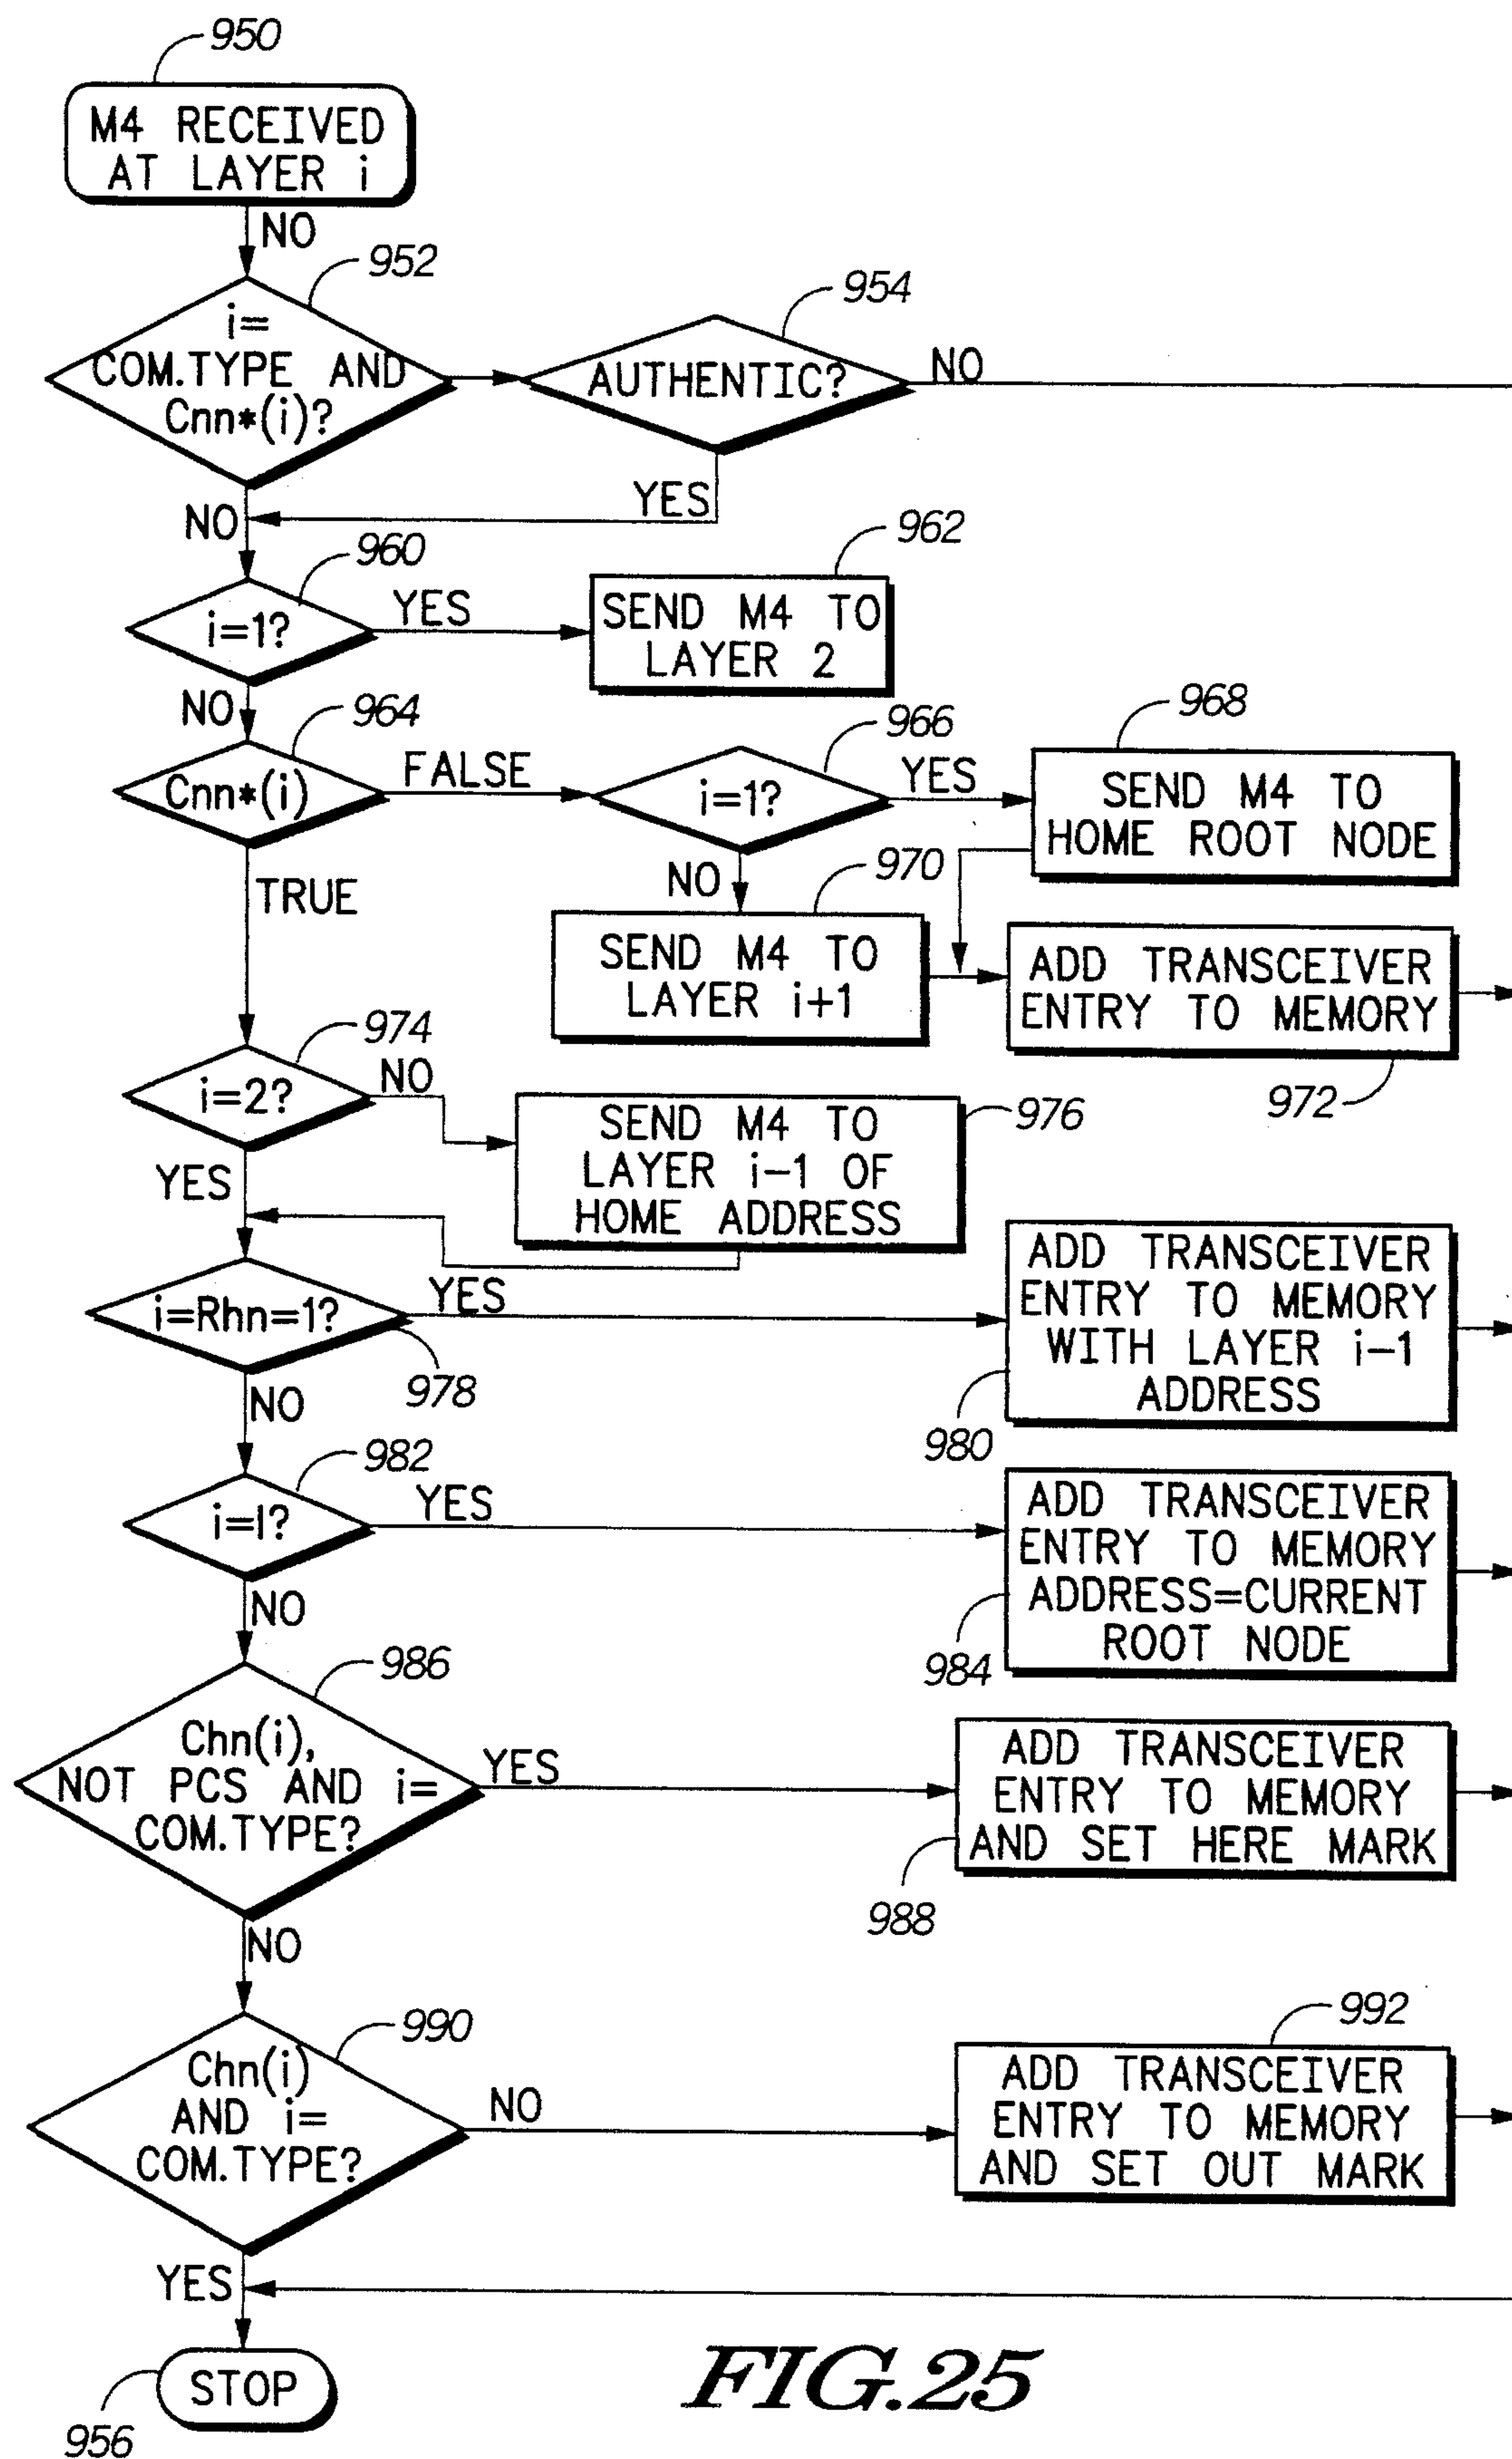 950
M4 RECEIVED
AT LAYER i
NO
952
i=
COM.TYPE AND
Cnn*(i)?
954
AUTHENTIC?
NO
YES
NO
960
i=1?
YES
962
SEND M4 TO
LAYER 2
NO
964
Cnn*(i)
FALSE
966
i=1?
YES
968
SEND M4 TO
HOME ROOT NODE
TRUE
NO
970
SEND M4 TO
LAYER i+1
ADD TRANSCEIVER
ENTRY TO MEMORY
972
974
i=2?
NO
976
SEND M4 TO
LAYER i-1 OF
HOME ADDRESS
YES
i=Rhn=1?
978
YES
ADD TRANSCEIVER
ENTRY TO MEMORY
WITH LAYER i-1
ADDRESS
980
NO
982
i=I?
YES
ADD TRANSCEIVER
ENTRY TO MEMORY
ADDRESS=CURRENT
ROOT NODE
984
NO
986
Chn(i),
NOT PCS AND i=
COM.TYPE?
YES
ADD TRANSCEIVER
ENTRY TO MEMORY
AND SET HERE MARK
988
NO
990
Chn(i)
AND i=
COM.TYPE?
NO
992
ADD TRANSCEIVER
ENTRY TO MEMORY
AND SET OUT MARK
YES
STOP
956
FIG.25